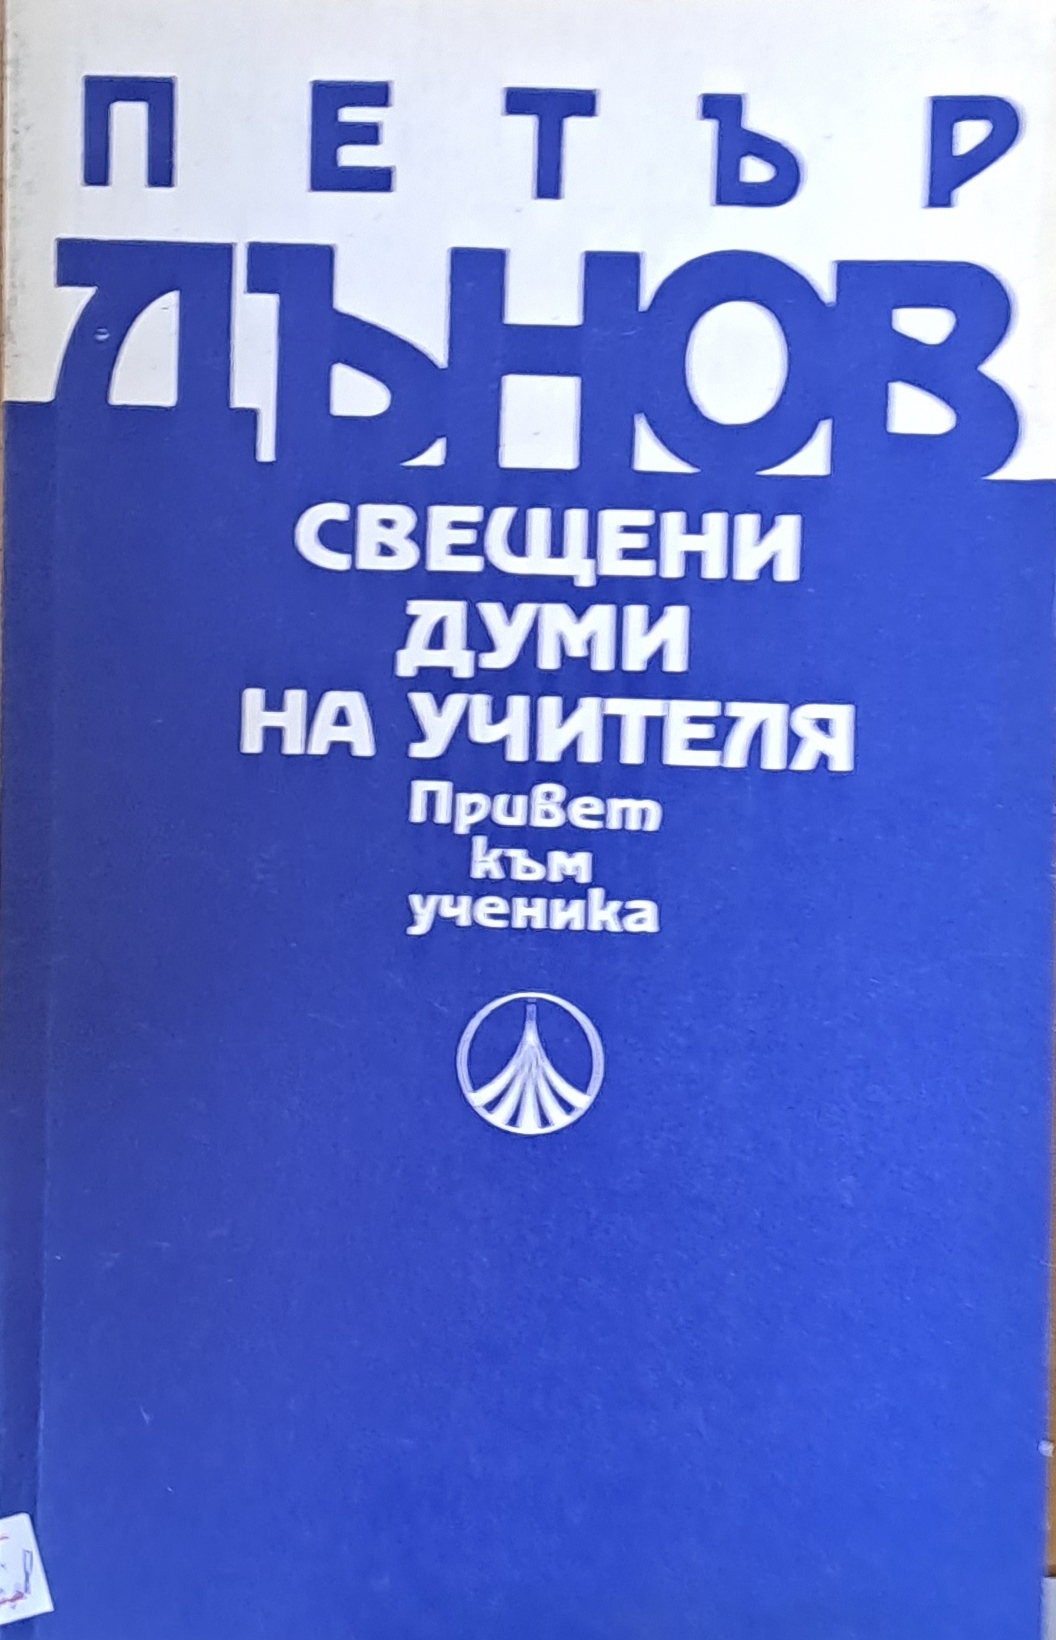 ПЕТЪР
ДЪНОВ
СВЕЩЕНИ
ДУМИ
НА УЧИТЕЛЯ
Привет
към
ученика